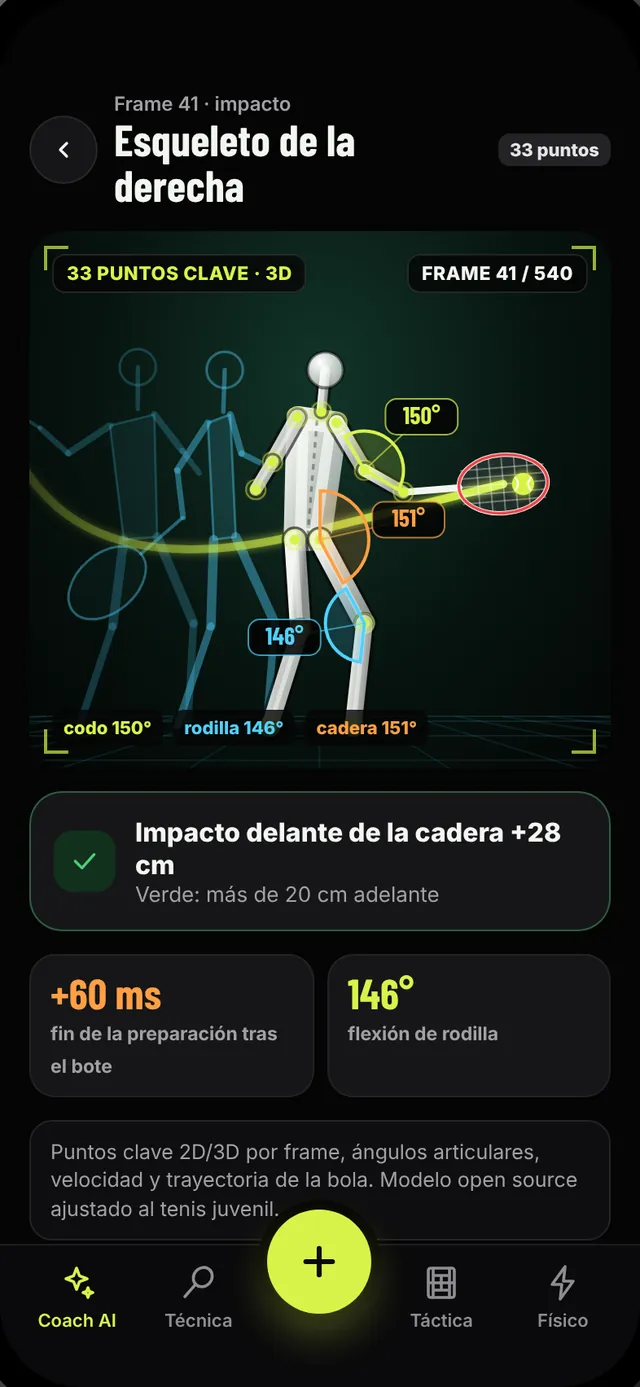 Frame 41 · impacto
Esqueleto de la
derecha
33 puntos
33 PUNTOS CLAVE · 3D
FRAME 41 / 540
150°
151°
146°
codo 150°
rodilla 146°
cadera 151°
Impacto delante de la cadera +28
cm
Verde: más de 20 cm adelante
+60 ms
fin de la preparación tras
el bote
146°
flexión de rodilla
Puntos clave 2D/3D por frame, ángulos articulares,
velocidad y trayectoria de la bola. Modelo open source
ajustado al tenis juvenil.
Coach AI
Técnica
Táctica
Físico